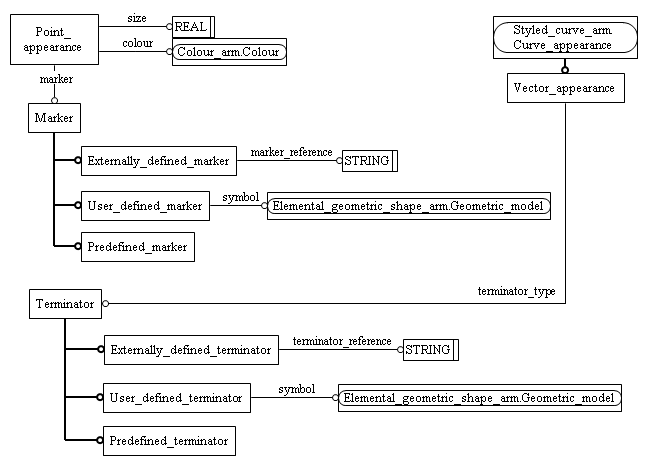 Point_
appearance
size
REAL
colour
Colour_arm.Colour
Styled_curve_arm.
Curve_appearance
marker
Vector_appearance
Marker
Externally_defined_marker
marker_reference
STRING
User_defined_marker
symbol
Elemental_geometric_shape_arm.Geometric_model
Predefined_marker
terminator_type
Terminator
Externally_defined_terminator
terminator_reference
STRING
User_defined_terminator
symbol
Elemental_geometric_shape_arm.Geometric_model
Predefined_terminator